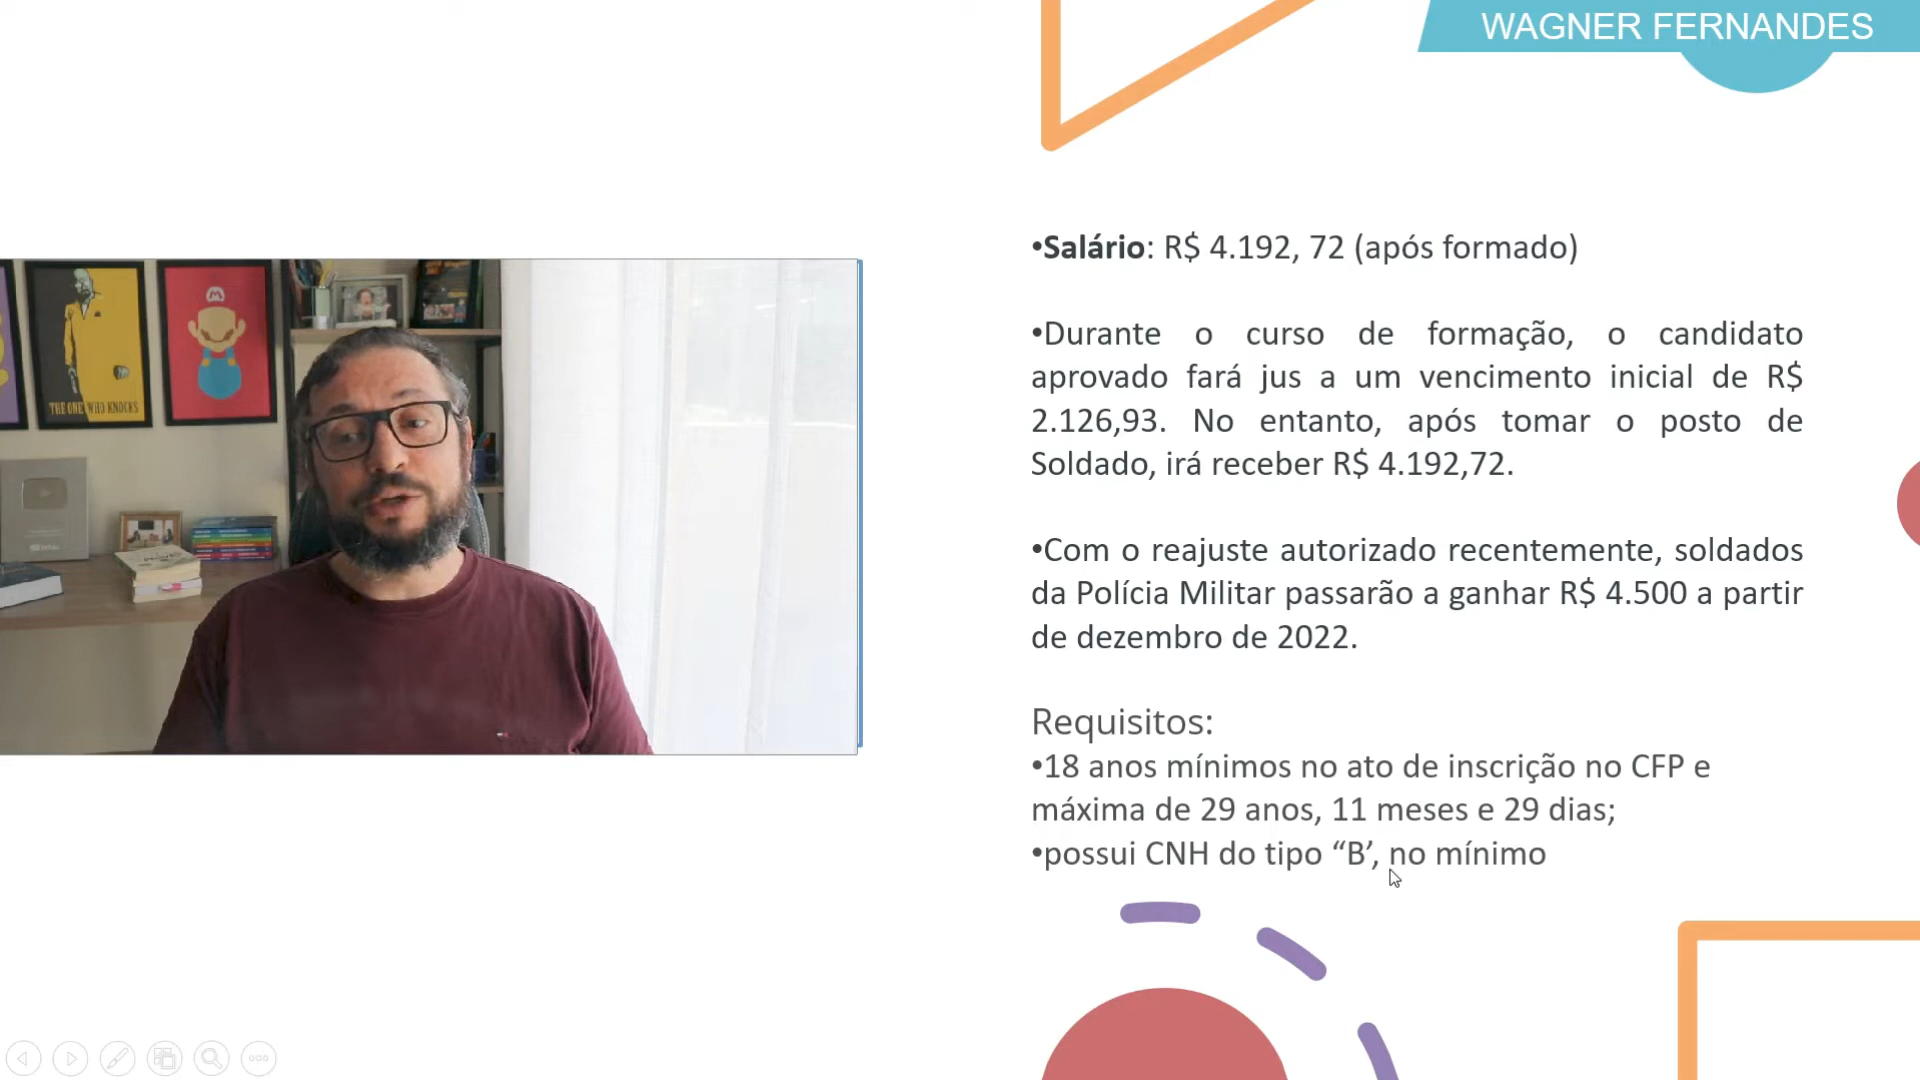 WAGNER FERNANDES
•Salário: R$ 4.192, 72 (após formado)
•Durante o curso de formação, o candidato
aprovado fará jus a um vencimento inicial de R$
2.126,93. No entanto, após tomar o posto de
Soldado, irá receber R$ 4.192,72.
•Com o reajuste autorizado recentemente, soldados
da Polícia Militar passarão a ganhar R$ 4.500 a partir
de dezembro de 2022.
Requisitos:
•18 anos mínimos no ato de inscrição no CFP e
máxima de 29 anos, 11 meses e 29 dias;
•possui CNH do tipo “B’, no mínimo
THE ONE WHO KNOCKS
M